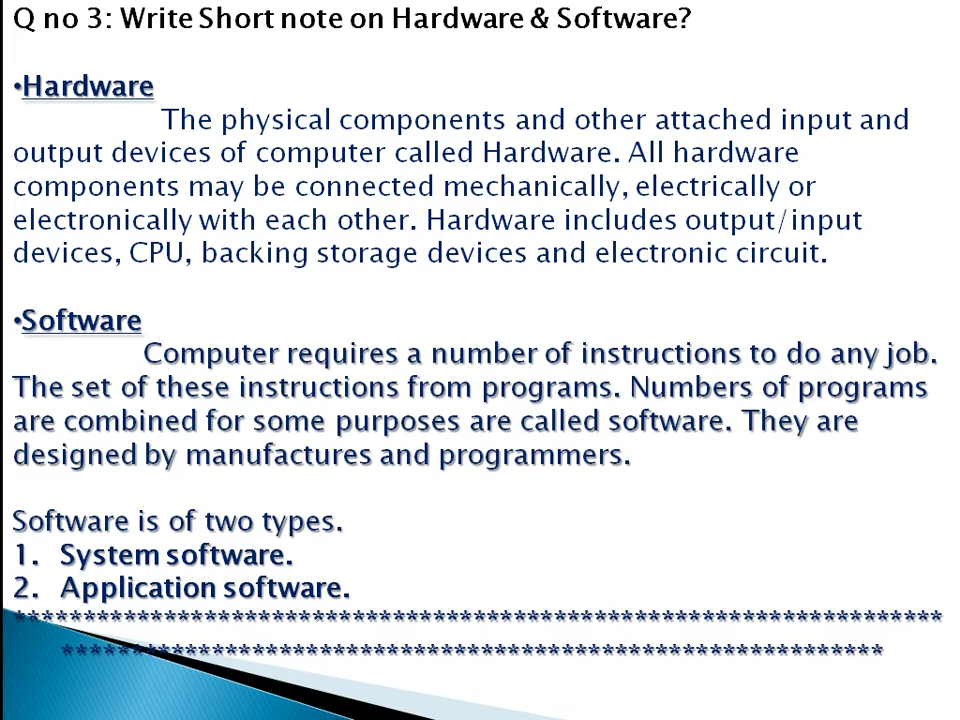 Q no 3: Write Short note on Hardware & Software?
•Hardware
The physical components and other attached input and
output devices of computer called Hardware. All hardware
components may be connected mechanically, electrically or
electronically with each other. Hardware includes output/input
devices, CPU, backing storage devices and electronic circuit.
•Software
Computer requires a number of instructions to do any job.
The set of these instructions from programs. Numbers of programs
are combined for some purposes are called software. They are
designed by manufactures and programmers.
Software is of two types.
1. System software.
2. Application software.
*********************************************************************
*************************************************************